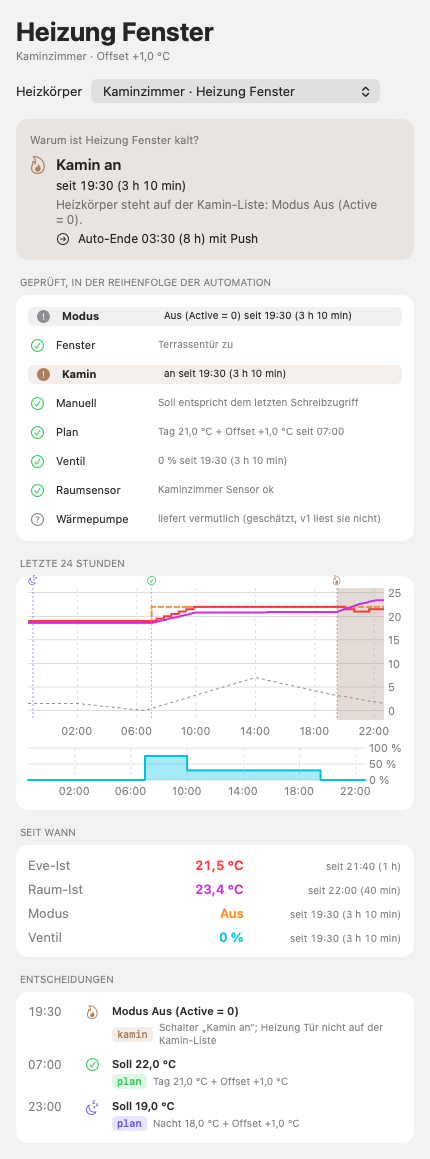 Heizung Fenster
Kaminzimmer · Offset +1,0 °C
Heizkörper Kaminzimmer · Heizung Fenster
Warum ist Heizung Fenster kalt?
Kamin an
seit 19:30 (3 h 10 min)
Heizkörper steht auf der Kamin-Liste: Modus Aus (Active
= 0).
Auto-Ende 03:30 (8 h) mit Push
GEPRÜFT, IN DER REIHENFOLGE DER AUTOMATION
Modus Aus (Active = 0) seit 19:30 (3 h 10 min)
Fenster Terrassentür zu
Kamin an seit 19:30 (3 h 10 min)
Manuell Soll entspricht dem letzten Schreibzugriff
Plan Tag 21,0 °C + Offset +1,0 °C seit 07:00
Ventil 0 % seit 19:30 (3 h 10 min)
Raumsensor Kaminzimmer Sensor ok
? Wärmepumpe liefert vermutlich (geschätzt, v1 liest sie nicht)
LETZTE 24 STUNDEN
25
20
15
10
5
0
02:00 06:00 10:00 14:00 18:00 22:00
100 %
50 %
0 %
02:00 06:00 10:00 14:00 18:00 22:00
SEIT WANN
Eve-Ist 21,5 °C seit 21:40 (1 h)
Raum-Ist 23,4 °C seit 22:00 (40 min)
Modus Aus seit 19:30 (3 h 10 min)
Ventil 0 % seit 19:30 (3 h 10 min)
ENTSCHEIDUNGEN
19:30 Modus Aus (Active = 0)
kamin Schalter „Kamin an“; Heizung Tür nicht auf der
Kamin-Liste
07:00 Soll 22,0 °C
plan Tag 21,0 °C + Offset +1,0 °C
23:00 Soll 19,0 °C
plan Nacht 18,0 °C + Offset +1,0 °C